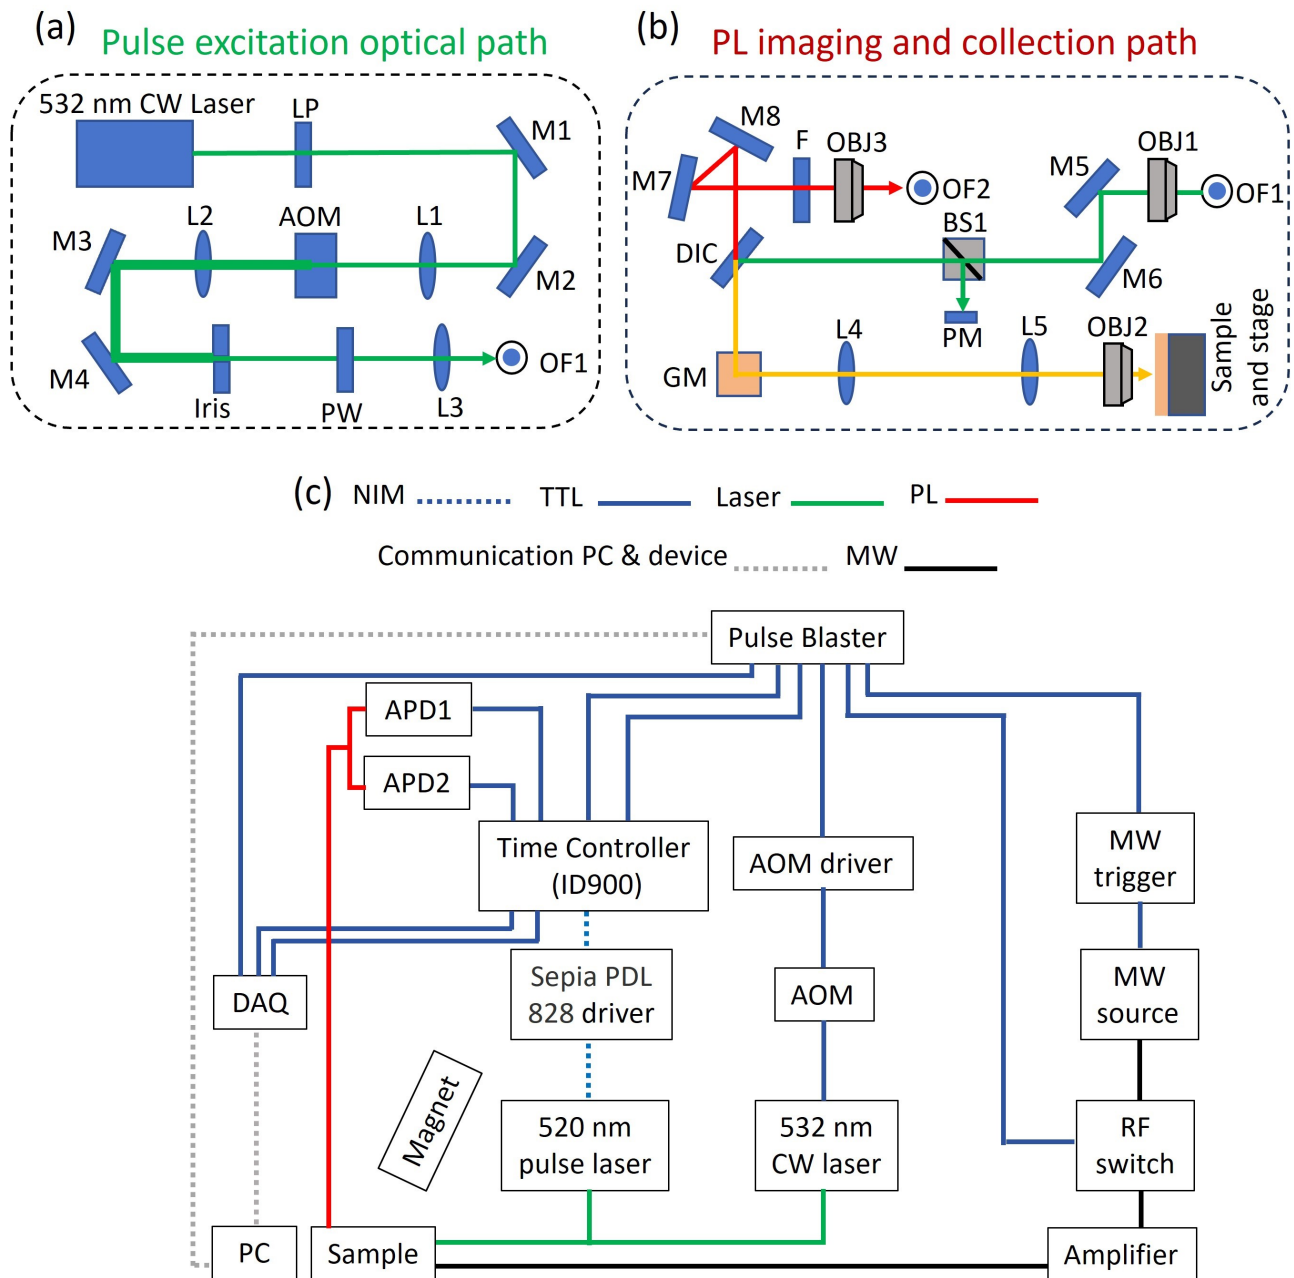 (a)
Pulse excitation optical path
532 nm CW Laser
LP
M1
L2
AOM
L1
M3
M2
M4
Iris
PW
L3
OF1
(b)
PL imaging and collection path
M8
F
OBJ3
OBJ1
M5
M7
OF2
OF1
BS1
DIC
M6
PM
L4
L5
OBJ2
GM
Sample
and stage
(c)
NIM
TTL
Laser
PL
Communication PC & device
MW
Pulse Blaster
APD1
APD2
Time Controller
(ID900)
AOM driver
MW
trigger
DAQ
Sepia PDL
828 driver
AOM
MW
source
Magnet
520 nm
pulse laser
532 nm
CW laser
RF
switch
PC
Sample
Amplifier